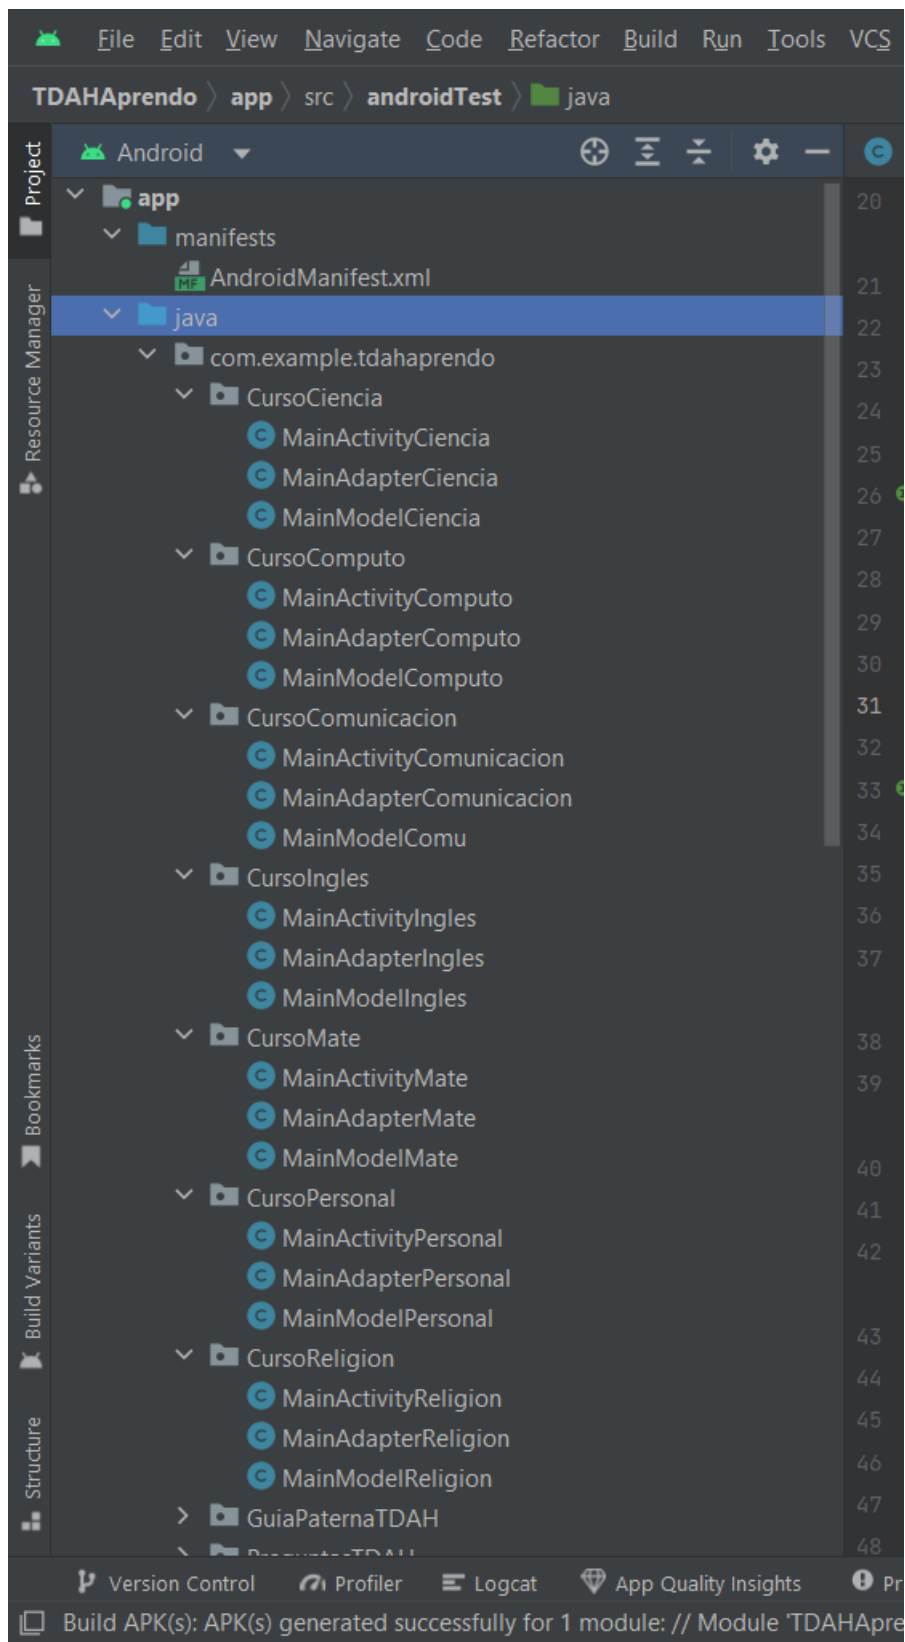 File Edit View Navigate Code Refactor Build Run Tools VCS
TDAHAprendo app src androidTest java
Android
Project
Resource Manager
Bookmarks
Build Variants
Structure
app
manifests
MF AndroidManifest.xml
java
com.example.tdahaprendo
CursoCiencia
C MainActivityCiencia
C MainAdapterCiencia
C MainModelCiencia
CursoComputo
C MainActivityComputo
C MainAdapterComputo
C MainModelComputo
CursoComunicacion
C MainActivityComunicacion
C MainAdapterComunicacion
C MainModelComu
CursoIngles
C MainActivityIngles
C MainAdapterIngles
C MainModelIngles
CursoMate
C MainActivityMate
C MainAdapterMate
C MainModelMate
CursoPersonal
C MainActivityPersonal
C MainAdapterPersonal
C MainModelPersonal
CursoReligion
C MainActivityReligion
C MainAdapterReligion
C MainModelReligion
GuiaPaternaTDAH
PreguntasTDAH
C
20
21
22
23
24
25
26
27
28
29
30
31
32
33
34
35
36
37
38
39
40
41
42
43
44
45
46
47
48
Version Control Profiler Logcat App Quality Insights Pr
Build APK(s): APK(s) generated successfully for 1 module: // Module 'TDAHApre